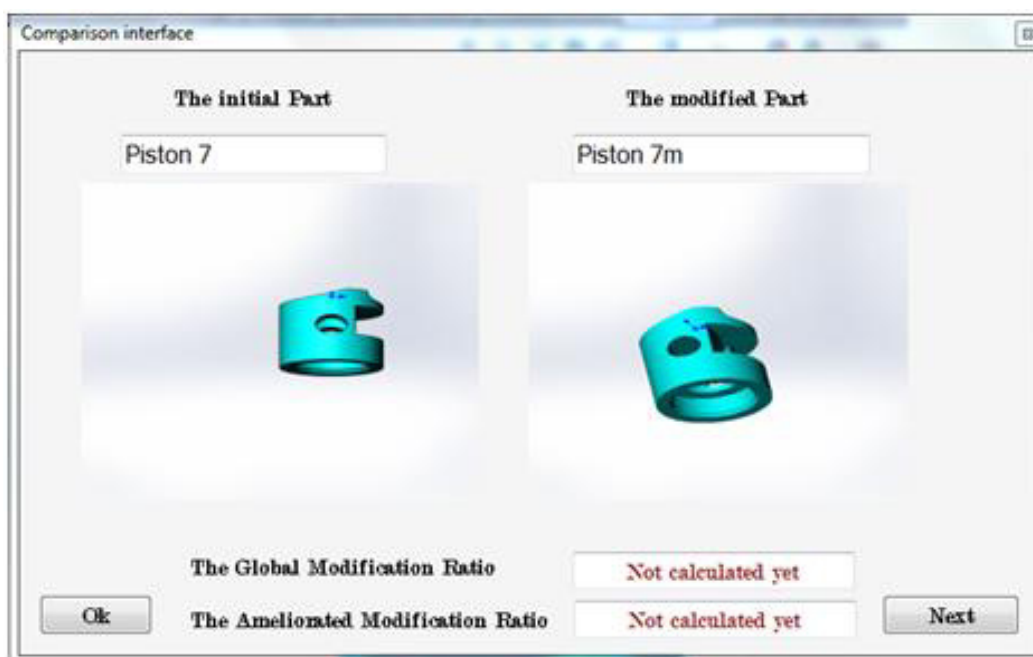 Comparison interface
The initial Part The modified Part
Piston 7 Piston 7m
The Global Modification Ratio Not calculated yet
Ok The Ameliorated Modification Ratio Not calculated yet Next